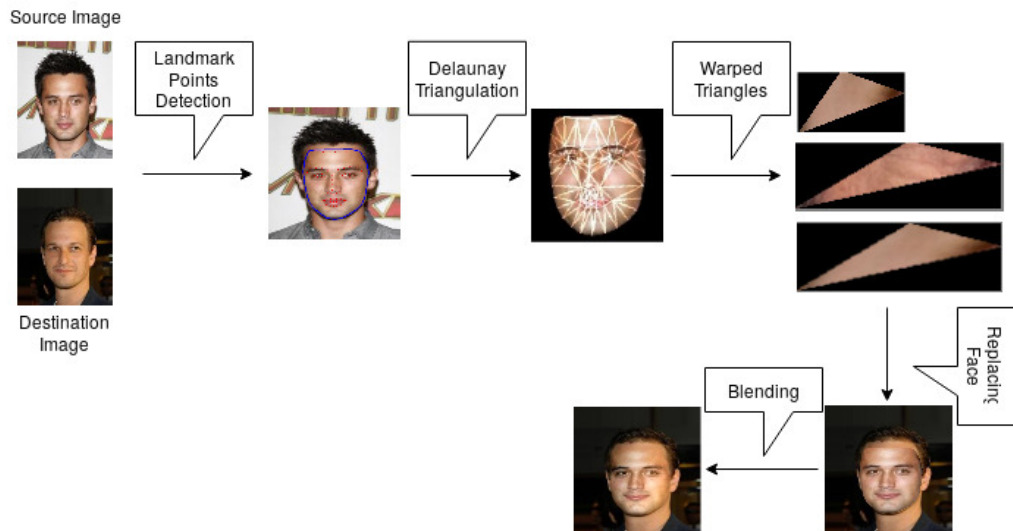 Source Image
Landmark
Points
Detection
Delaunay
Triangulation
Warped
Triangles
Destination
Image
Replacing
Face
Blending